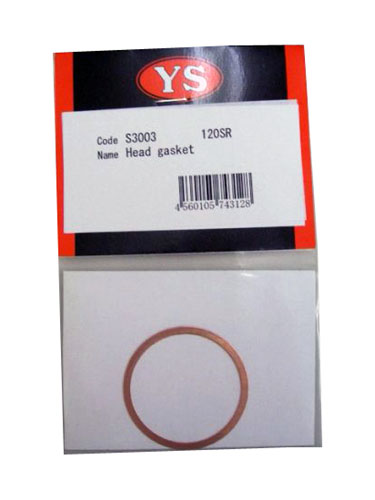 YS
Code S3003 120SR
Name Head gasket
4560105743128